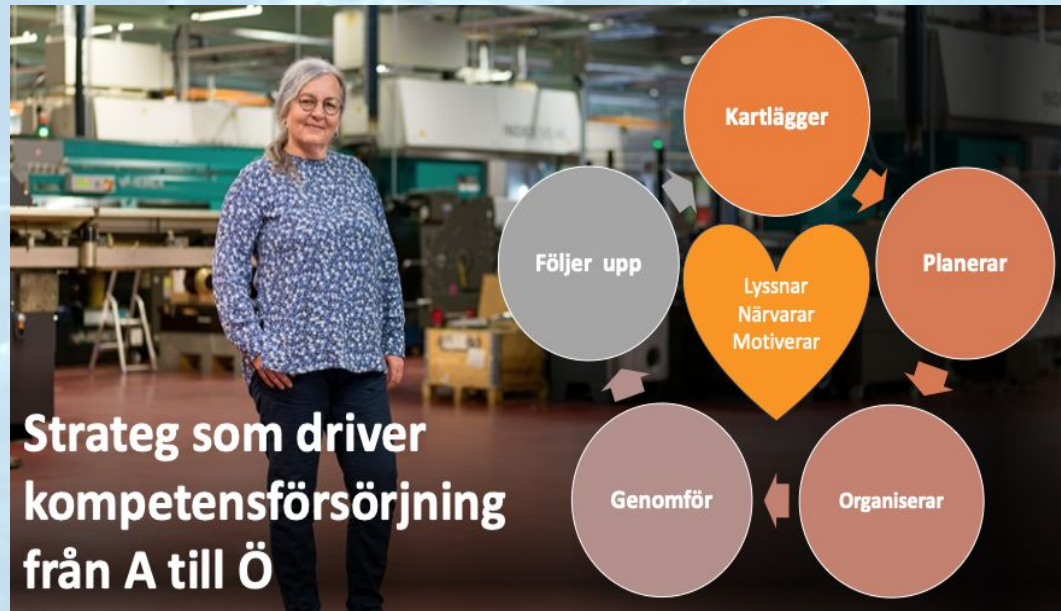 Kartlägger
Planerar
Organiserar
Genomför
Följer upp
Lyssnar
Närvarar
Motiverar
Strateg som driver
kompetensförsörjning
från A till Ö